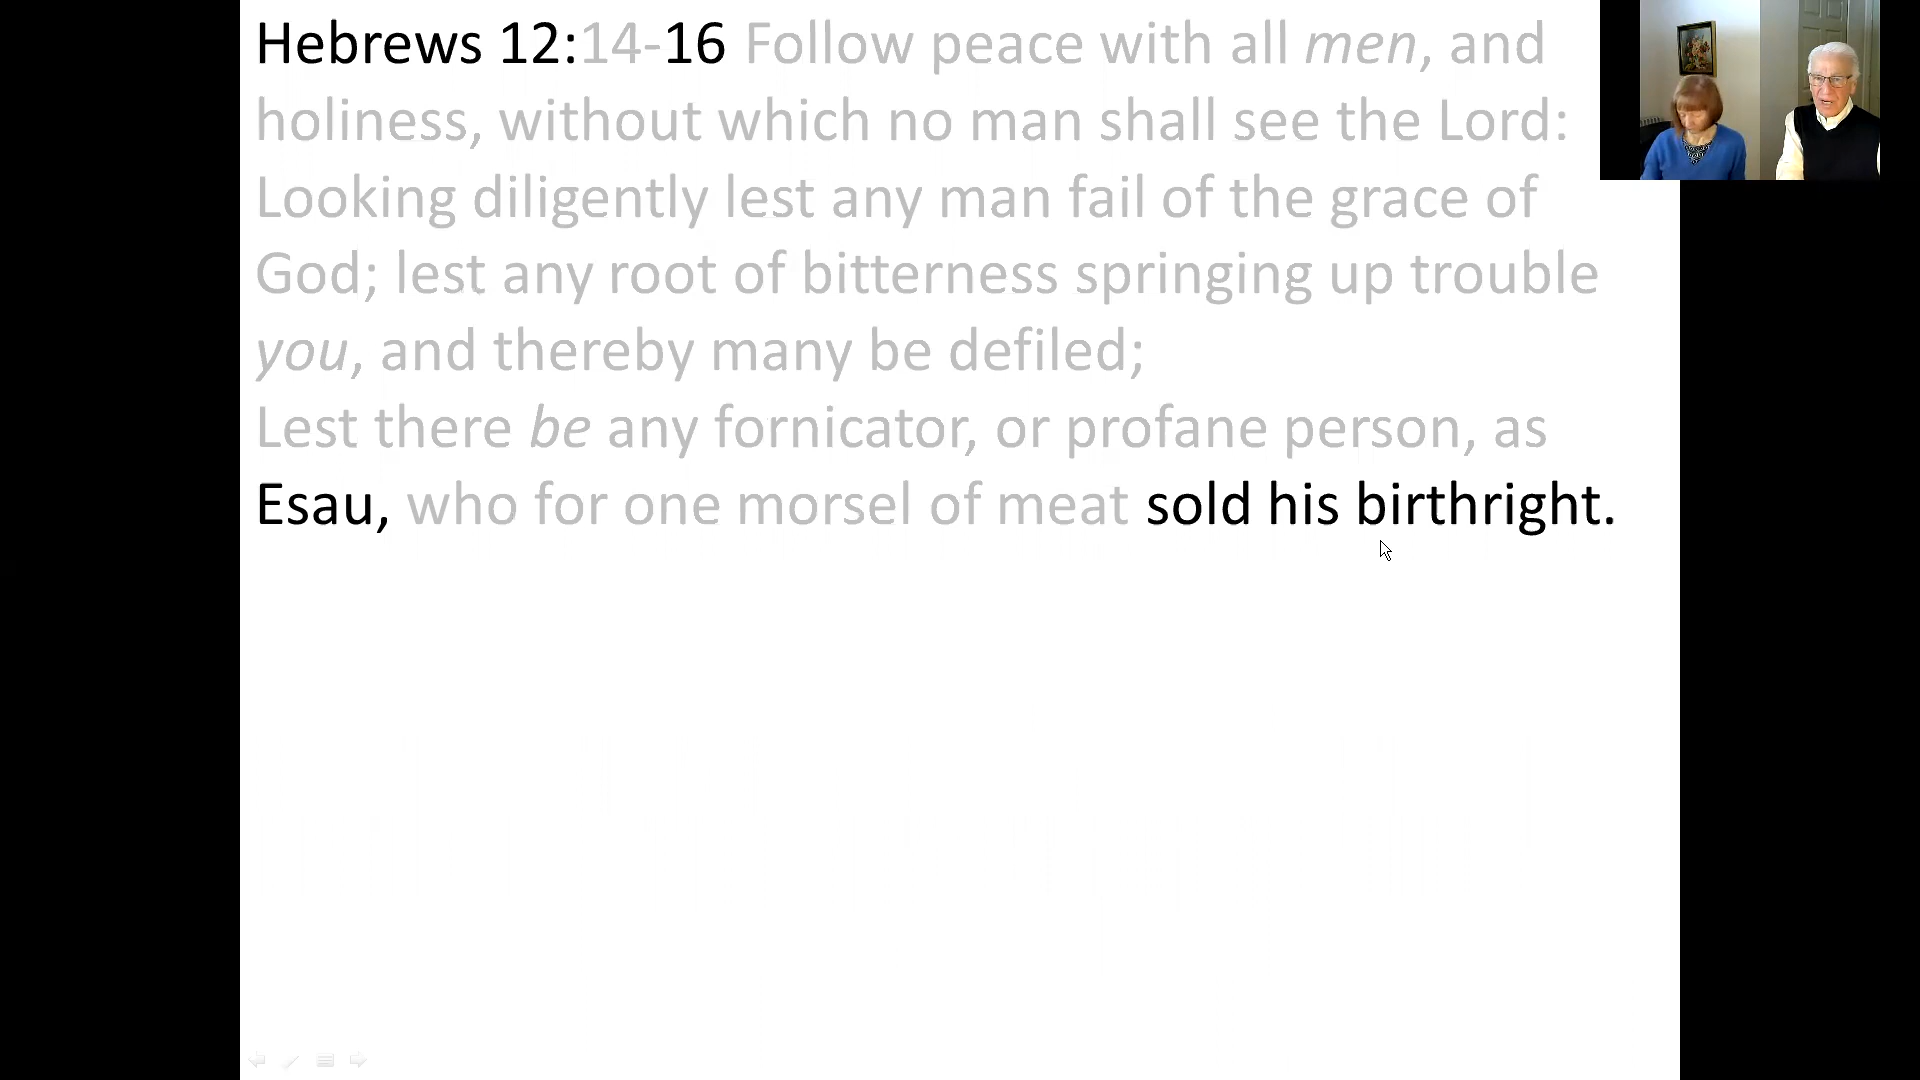 Hebrews 12:14-16 Follow peace with all men, and
holiness, without which no man shall see the Lord:
Looking diligently lest any man fail of the grace of
God; lest any root of bitterness springing up trouble
you, and thereby many be defiled;
Lest there be any fornicator, or profane person, as
Esau, who for one morsel of meat sold his birthright.